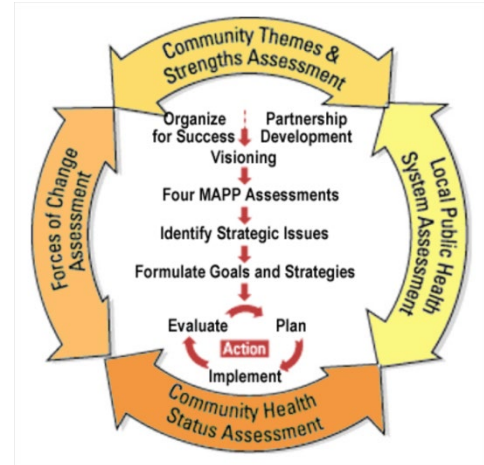 Community Themes &
Strengths Assessment
Organize
for Success
Partnership
Development
Visioning
Four MAPP Assessments
Identify Strategic Issues
Formulate Goals and Strategies
Evaluate
Plan
Action
Implement
Forces of Change
Assessment
Local Public Health
System Assessment
Community Health
Status Assessment